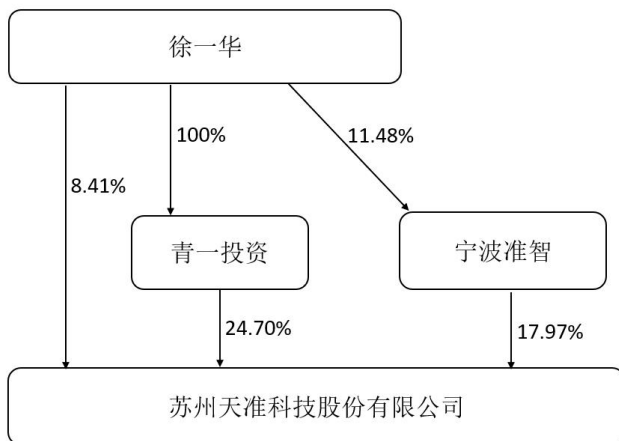 徐一华
100%
11.48%
8.41%
青一投资
宁波准智
24.70%
17.97%
苏州天准科技股份有限公司